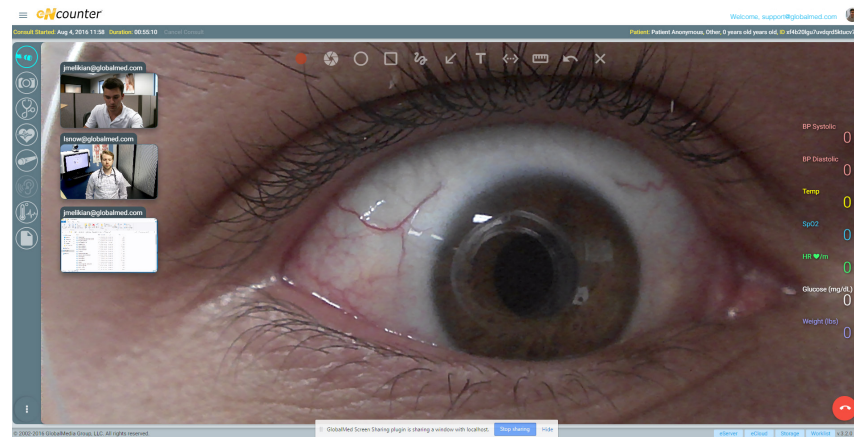 eNcounter
Welcome, support@globalmed.com
Consult Started: Aug 4, 2016 11:58 Duration: 00:55:10 Cancel Consult
Patient: Patient Anonymous, Other, 0 years old years old, ID
jmelikian@globalmed.com
T
BP Systolic
0
lsnow@globalmed.com
BP Diastolic
0
Temp
0
jmelikian@globalmed.com
SpO2
0
HR ♥/m
0
Glucose (mg/dL)
0
Weight (lbs)
0
GlobalMed Screen Sharing plugin is sharing a window with localhost. Stop sharing Hide
© 2002-2016 GlobalMedia Group, LLC. All rights reserved.
eServer eCloud Storage Worklist v.3.2.0